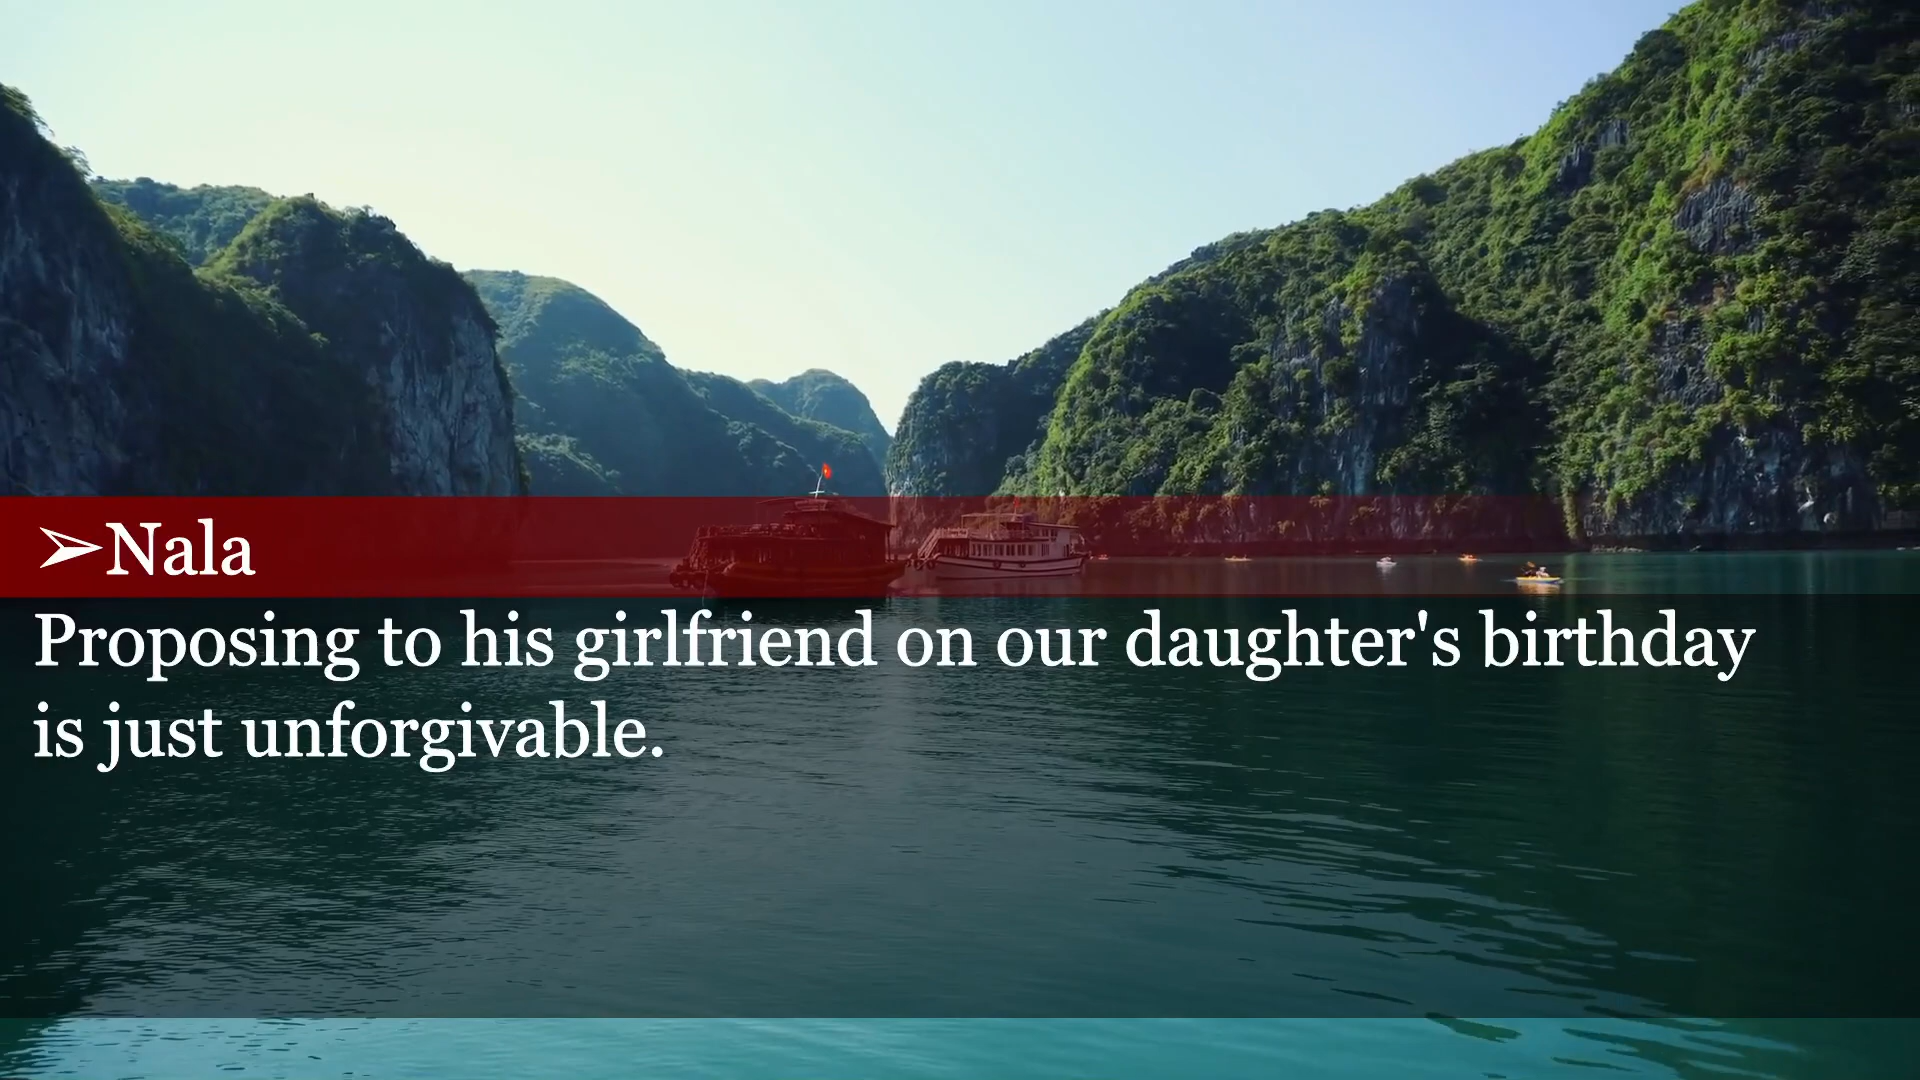 ➢Nala
Proposing to his girlfriend on our daughter's birthday
is just unforgivable.